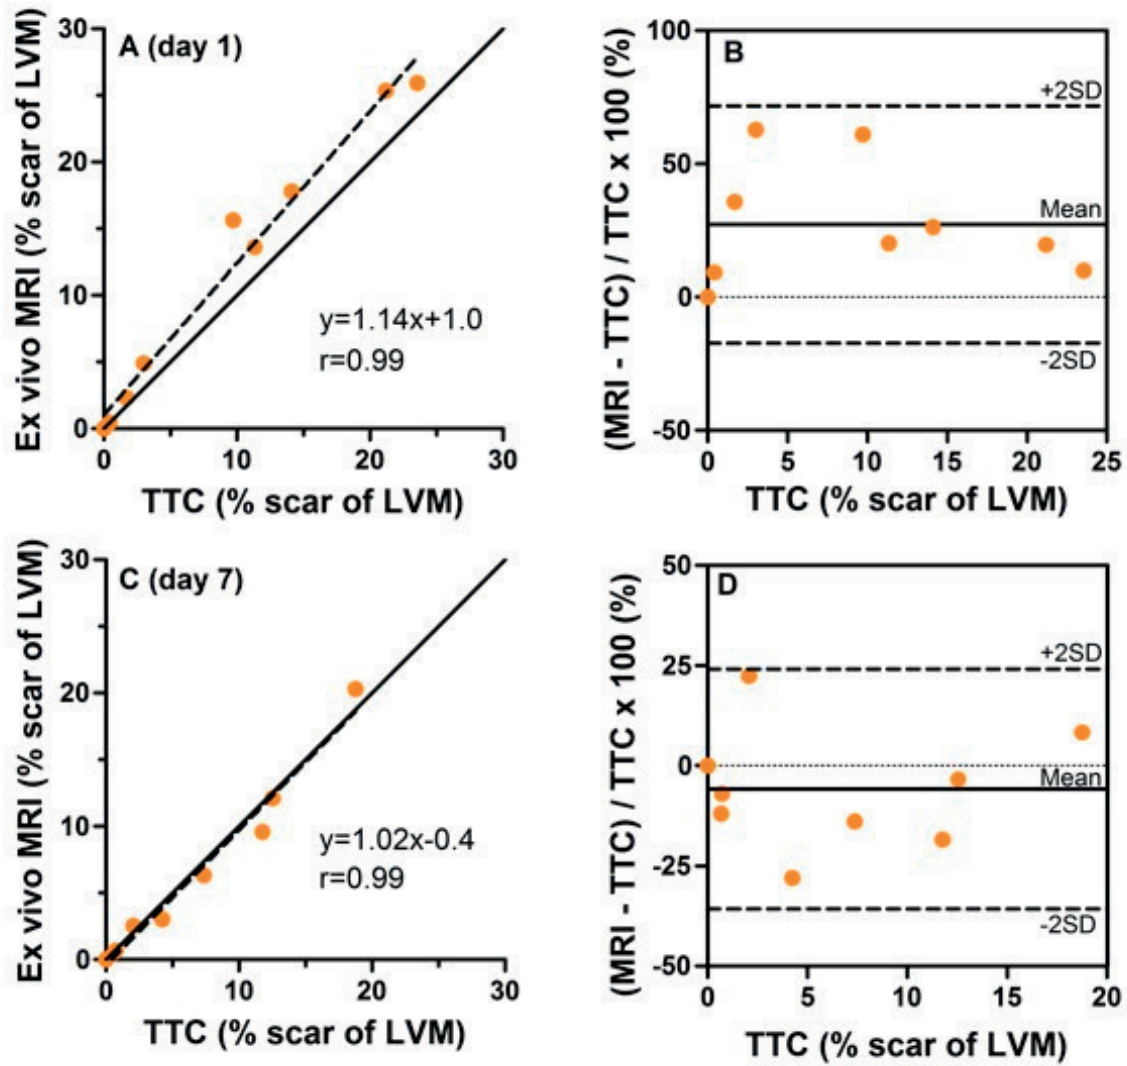 A (day 1)
Ex vivo MRI (% scar of LVM)
30
20
10
0
y=1.14x+1.0
r=0.99
0 10 20 30
TTC (% scar of LVM)
B
(MRI - TTC) / TTC x 100 (%)
100
50
0
-50
+2SD
Mean
-2SD
0 5 10 15 20 25
TTC (% scar of LVM)
C (day 7)
Ex vivo MRI (% scar of LVM)
30
20
10
0
y=1.02x-0.4
r=0.99
0 10 20 30
TTC (% scar of LVM)
D
(MRI - TTC) / TTC x 100 (%)
50
25
0
-25
-50
+2SD
Mean
-2SD
0 5 10 15 20
TTC (% scar of LVM)